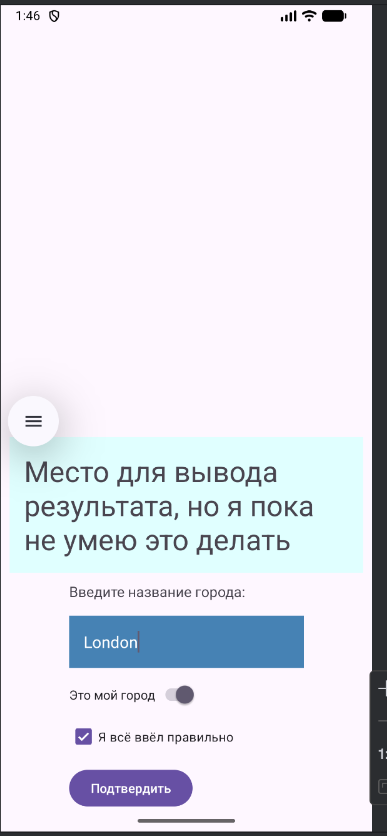 1:46
Место для вывода
результата, но я пока
не умею это делать
Введите название города:
London
Это мой город
Я всё ввёл правильно
Подтвердить